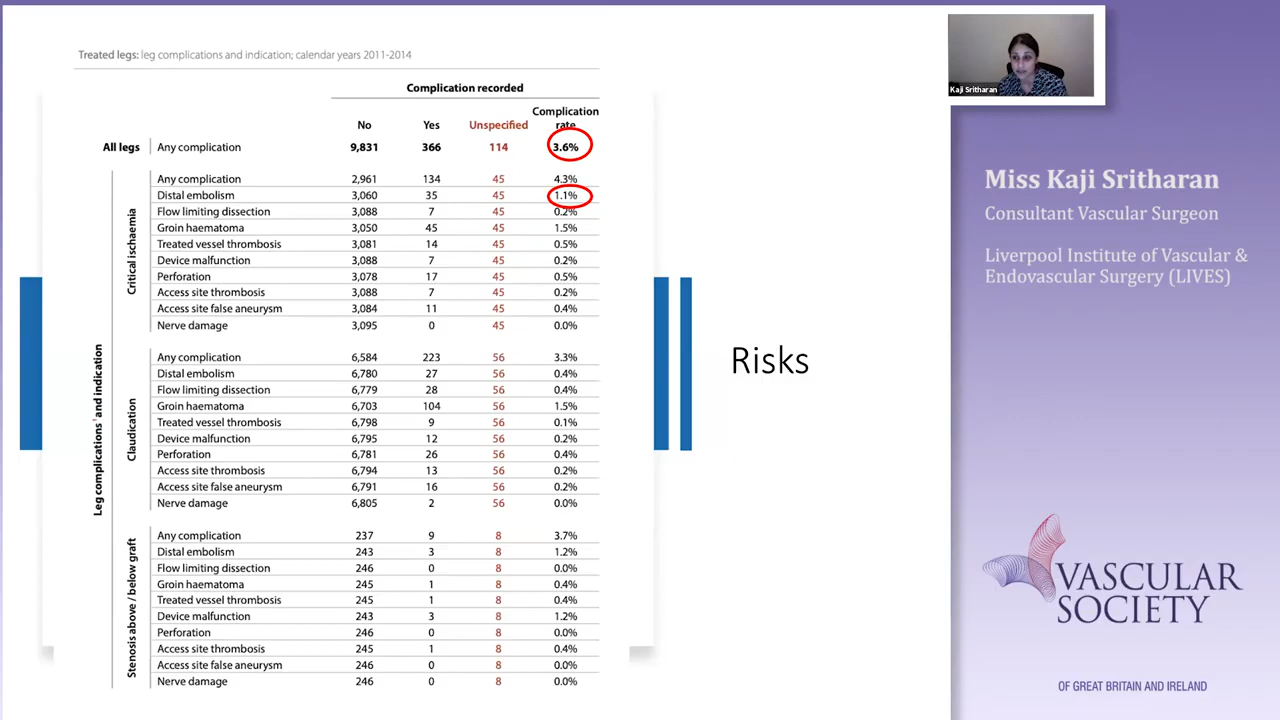 Treated legs: leg complications and indication; calendar years 2011-2014
Complication recorded
No Yes Unspecified Complication rate
All legs Any complication 9,831 366 114 3.6%
Leg complications¹ and indication
Critical ischaemia
Any complication 2,961 134 45 4.3%
Distal embolism 3,060 35 45 1.1%
Flow limiting dissection 3,088 7 45 0.2%
Groin haematoma 3,050 45 45 1.5%
Treated vessel thrombosis 3,081 14 45 0.5%
Device malfunction 3,088 7 45 0.2%
Perforation 3,078 17 45 0.5%
Access site thrombosis 3,088 7 45 0.2%
Access site false aneurysm 3,084 11 45 0.4%
Nerve damage 3,095 0 45 0.0%
Claudication
Any complication 6,584 223 56 3.3%
Distal embolism 6,780 27 56 0.4%
Flow limiting dissection 6,779 28 56 0.4%
Groin haematoma 6,703 104 56 1.5%
Treated vessel thrombosis 6,798 9 56 0.1%
Device malfunction 6,795 12 56 0.2%
Perforation 6,781 26 56 0.4%
Access site thrombosis 6,794 13 56 0.2%
Access site false aneurysm 6,791 16 56 0.2%
Nerve damage 6,805 2 56 0.0%
Stenosis above / below graft
Any complication 237 9 8 3.7%
Distal embolism 243 3 8 1.2%
Flow limiting dissection 246 0 8 0.0%
Groin haematoma 245 1 8 0.4%
Treated vessel thrombosis 245 1 8 0.4%
Device malfunction 243 3 8 1.2%
Perforation 246 0 8 0.0%
Access site thrombosis 245 1 8 0.4%
Access site false aneurysm 246 0 8 0.0%
Nerve damage 246 0 8 0.0%
Risks
Kaji Sritharan
Miss Kaji Sritharan
Consultant Vascular Surgeon
Liverpool Institute of Vascular &
Endovascular Surgery (LIVES)
VASCULAR
SOCIETY
OF GREAT BRITAIN AND IRELAND